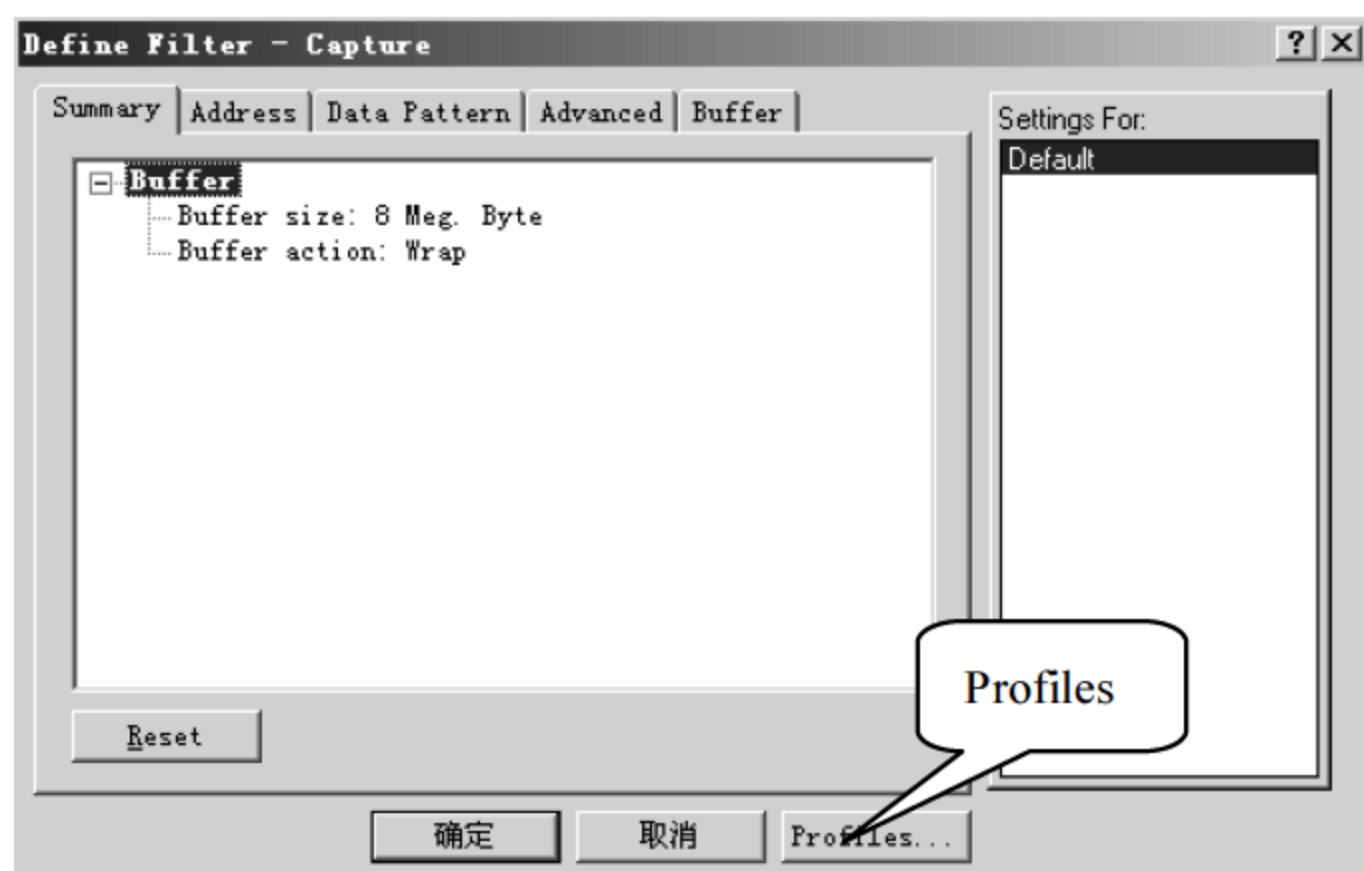 Define Filter - Capture
Summary Address Data Pattern Advanced Buffer
Settings For:
Default
Buffer
Buffer size: 8 Meg. Byte
Buffer action: Wrap
Profiles
Reset
确定 取消 Profiles...